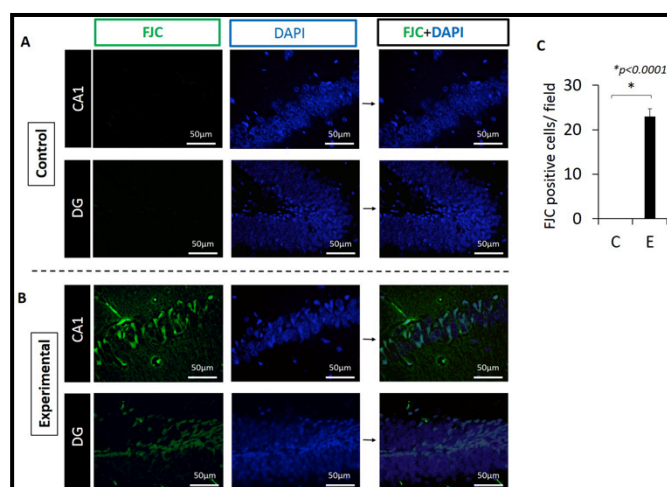 A
FJC
DAPI
FJC+DAPI
C
Control
CA1
50µm
50µm
50µm
DG
50µm
50µm
50µm
*p<0.0001
*
FJC positive cells/ field
30
20
10
0
C
E
B
Experimental
CA1
50µm
50µm
50µm
DG
50µm
50µm
50µm